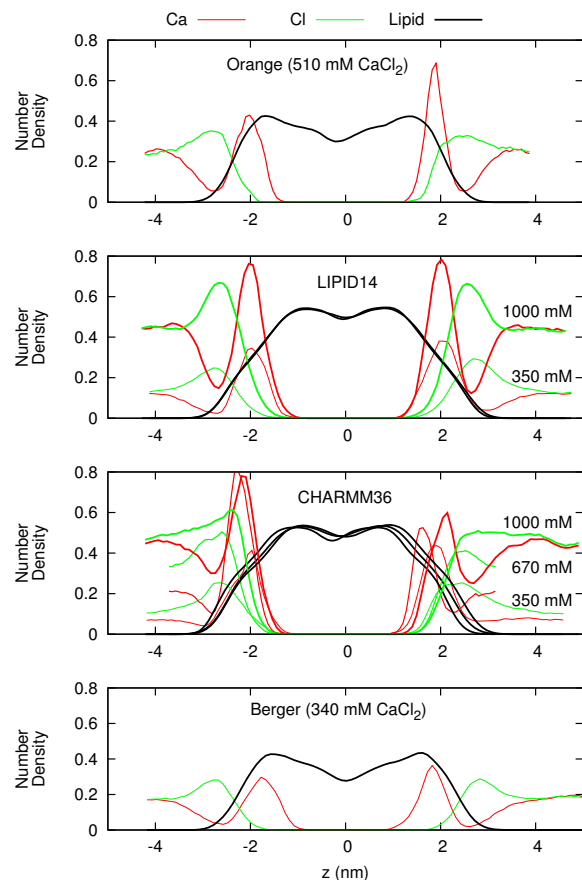 Ca Cl Lipid
Orange (510 mM CaCl2)
Number
Density
0.8
0.6
0.4
0.2
0
-4 -2 0 2 4
LIPID14
1000 mM
350 mM
Number
Density
0.8
0.6
0.4
0.2
0
-4 -2 0 2 4
CHARMM36
1000 mM
670 mM
350 mM
Number
Density
0.8
0.6
0.4
0.2
0
-4 -2 0 2 4
Berger (340 mM CaCl2)
Number
Density
0.8
0.6
0.4
0.2
0
-4 -2 0 2 4
z (nm)